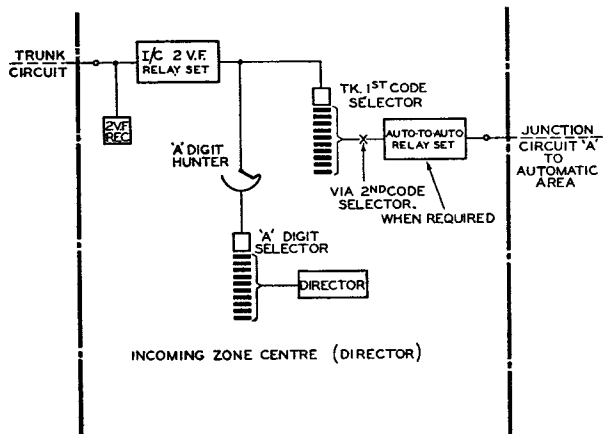 TRUNK
CIRCUIT
I/C 2 V.F.
RELAY SET
2V.F
REC
'A' DIGIT
HUNTER
TK. 1ST CODE
SELECTOR
AUTO-TO-AUTO
RELAY SET
JUNCTION
CIRCUIT 'A'
TO
AUTOMATIC
AREA
VIA 2ND CODE
SELECTOR.
WHEN REQUIRED
'A' DIGIT
SELECTOR
DIRECTOR
INCOMING ZONE CENTRE (DIRECTOR)